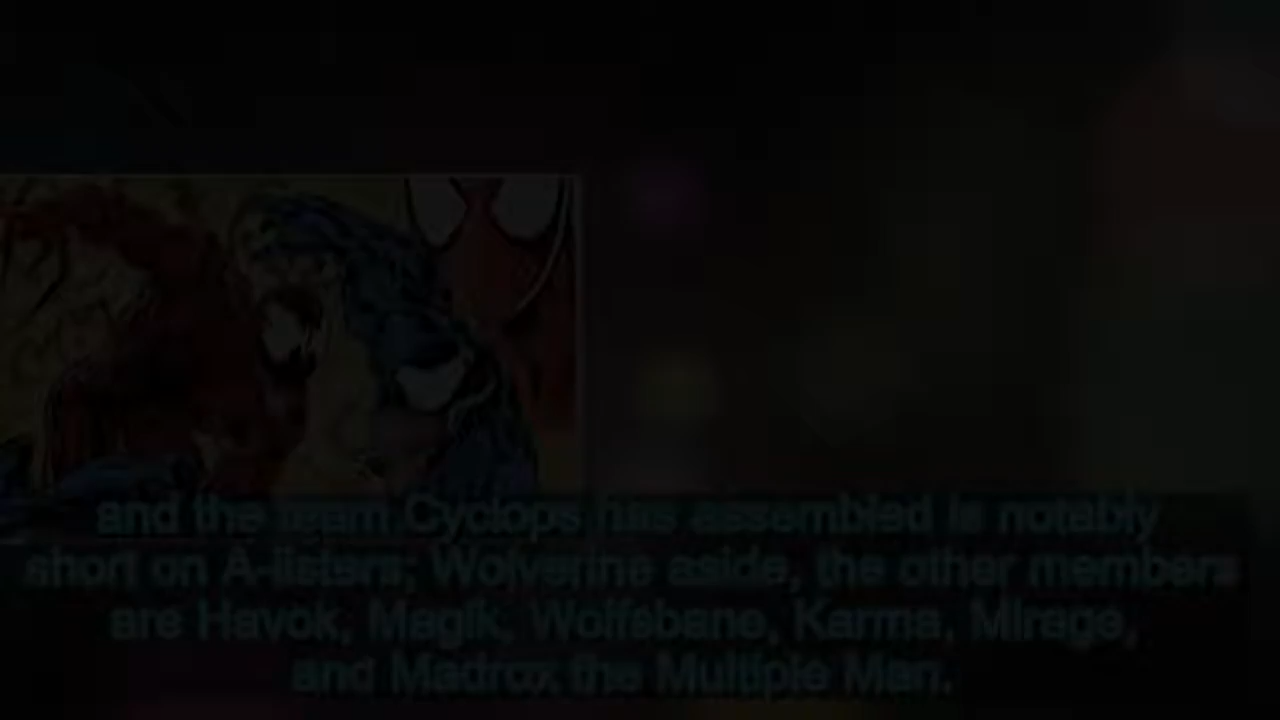 and the team Cyclops has assembled is notably
short on A-listers; Wolverine aside, the other members
are Havok, Magik, Wolfsbane, Karma, Mirage,
and Madrox the Multiple Man.